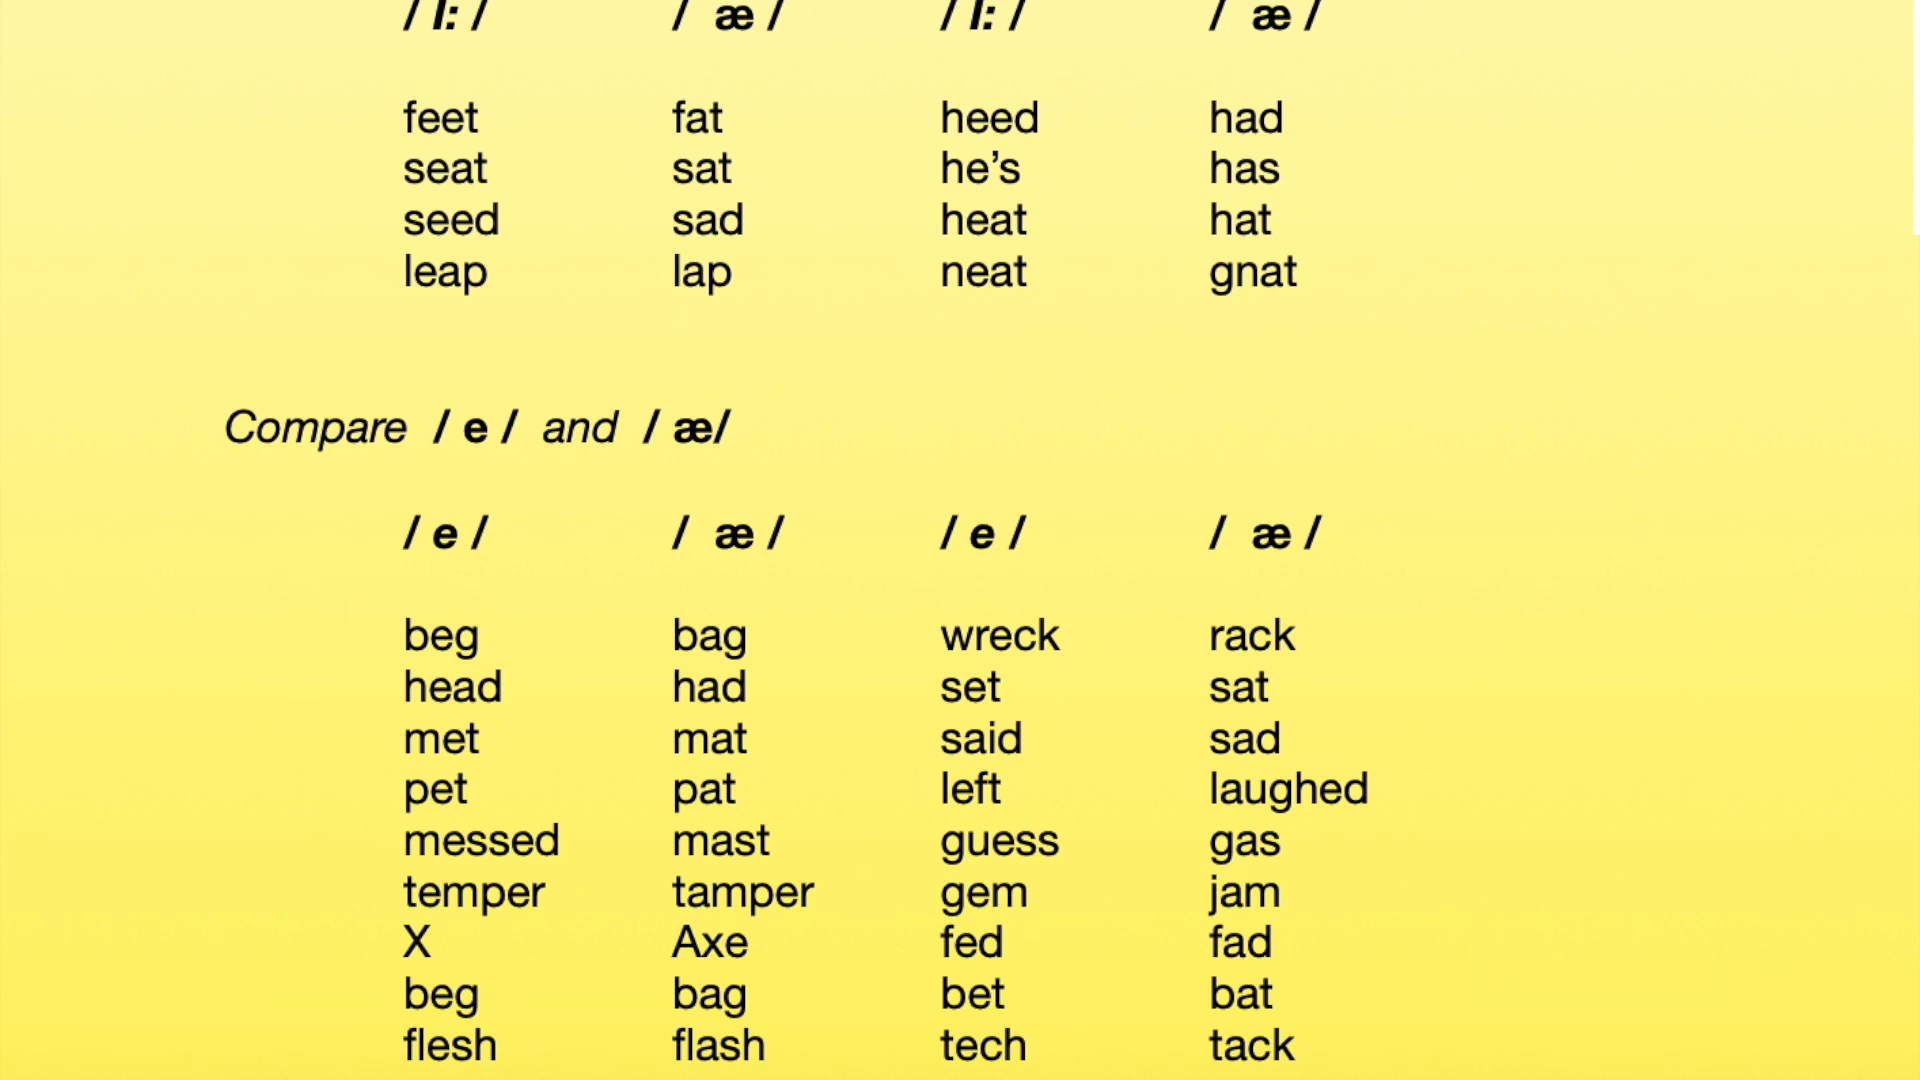 / I: / / æ / / I: / / æ /
feet fat heed had
seat sat he’s has
seed sad heat hat
leap lap neat gnat
Compare / e / and / æ/
/ e / / æ / / e / / æ /
beg bag wreck rack
head had set sat
met mat said sad
pet pat left laughed
messed mast guess gas
temper tamper gem jam
X Axe fed fad
beg bag bet bat
flesh flash tech tack